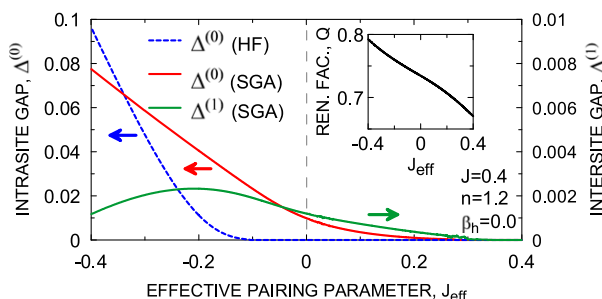 INTRASITE GAP, Δ(0)
0.1
0.08
0.06
0.04
0.02
0
Δ(0) (HF)
Δ(0) (SGA)
Δ(1) (SGA)
REN. FAC., Q
0.8
0.7
-0.4 0 0.4
Jeff
J=0.4
n=1.2
βh=0.0
0.01
0.008
0.006
0.004
0.002
0
INTERSITE GAP, Δ(1)
-0.4 -0.2 0 0.2 0.4
EFFECTIVE PAIRING PARAMETER, Jeff